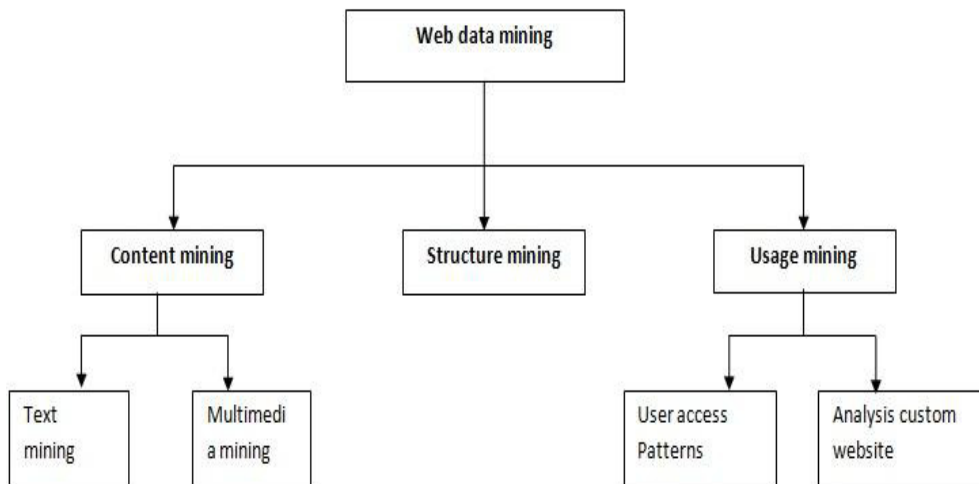 Web data mining
Content mining
Structure mining
Usage mining
Text
mining
Multimedi
a mining
User access
Patterns
Analysis custom
website